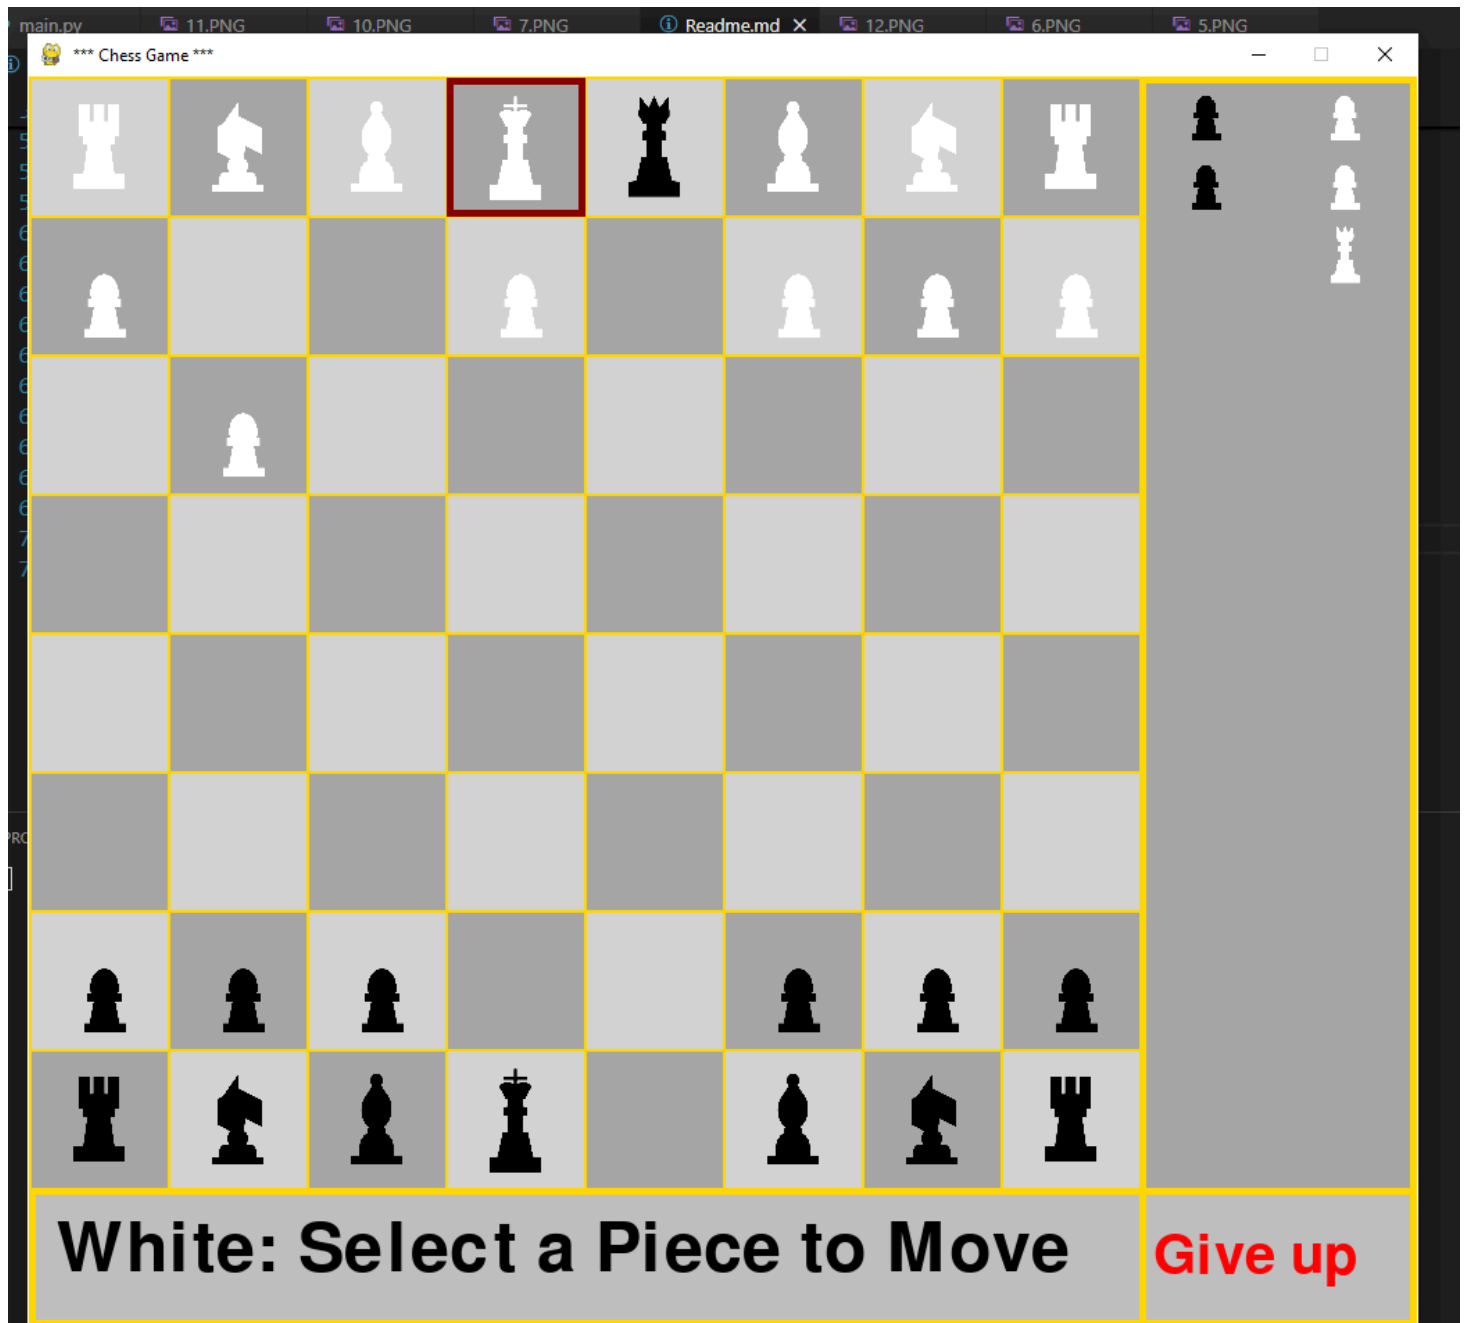 main.py 11.PNG 10.PNG 7.PNG Readme.md 12.PNG 6.PNG 5.PNG
*** Chess Game ***
White: Select a Piece to Move
Give up